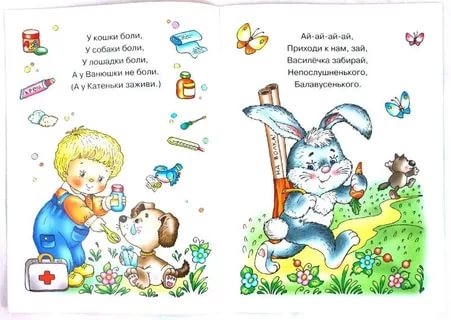 У кошки боли,
У собаки боли,
У лошадки боли,
А у Ванюшки не боли.
(А у Катеньки заживи.)
КРЕМ
Ай-ай-ай-ай,
Приходи к нам, зай,
Василёчка забирай,
Непослушненького,
Балавусенького.
НА ВОЛКА